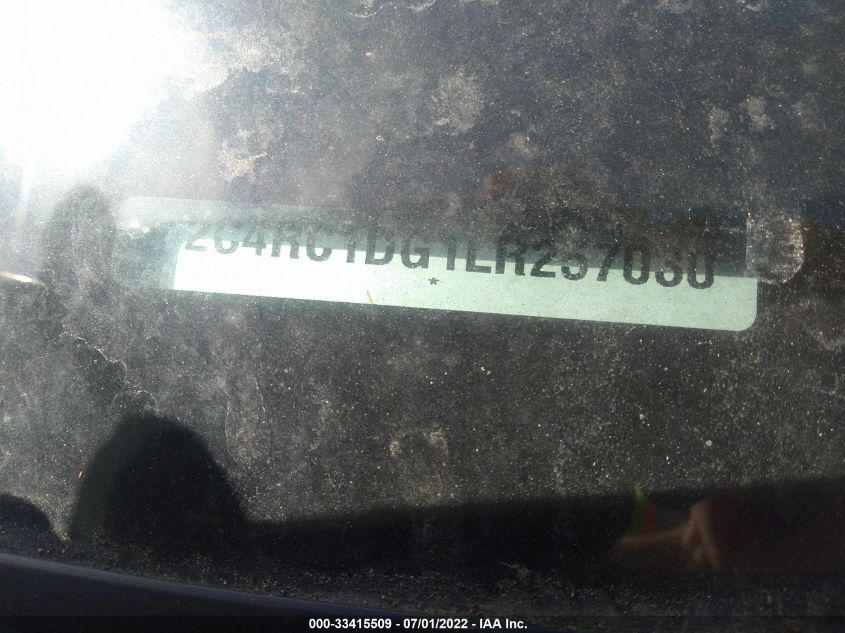 2C4RC1DG1LR257030
*
000-33415509 / 07/01/2022 - IAA Inc.